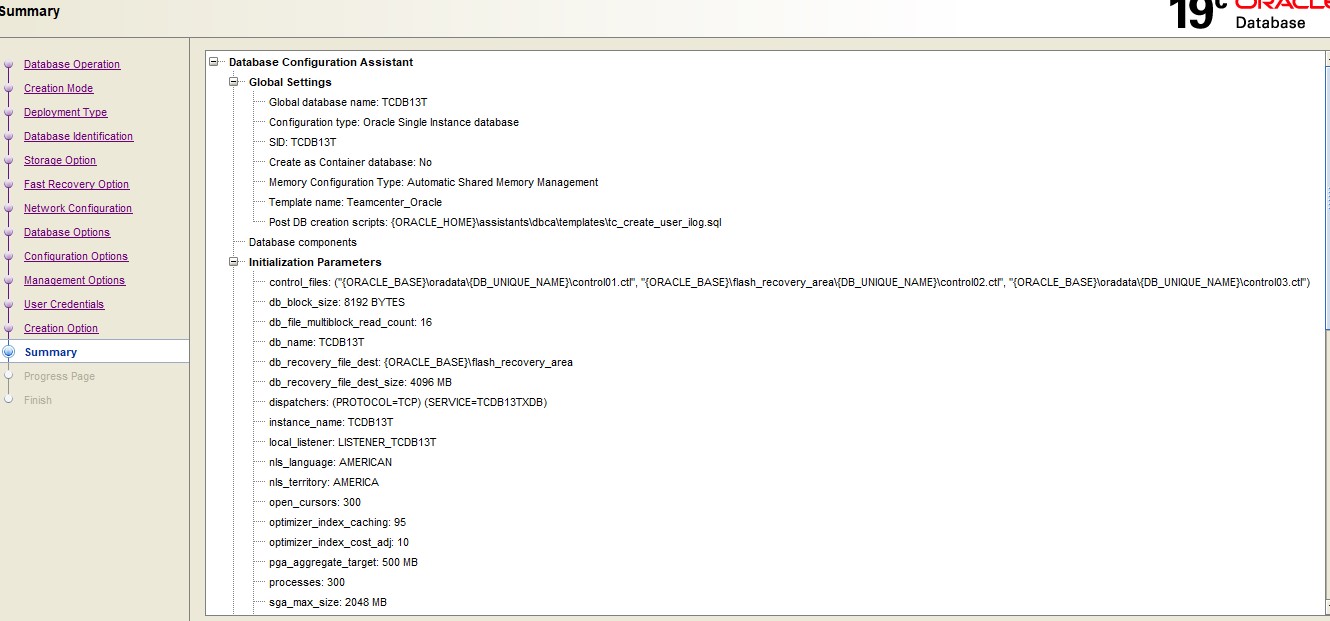 Summary
19c ORACLE
Database
Database Operation
Creation Mode
Deployment Type
Database Identification
Storage Option
Fast Recovery Option
Network Configuration
Database Options
Configuration Options
Management Options
User Credentials
Creation Option
Summary
Progress Page
Finish
Database Configuration Assistant
Global Settings
Global database name: TCDB13T
Configuration type: Oracle Single Instance database
SID: TCDB13T
Create as Container database: No
Memory Configuration Type: Automatic Shared Memory Management
Template name: Teamcenter_Oracle
Post DB creation scripts: {ORACLE_HOME}\assistants\dbca\templates\tc_create_user_ilog.sql
Database components
Initialization Parameters
control_files: ("{ORACLE_BASE}\oradata\{DB_UNIQUE_NAME}\control01.ctl", "{ORACLE_BASE}\flash_recovery_area\{DB_UNIQUE_NAME}\control02.ctl", "{ORACLE_BASE}\oradata\{DB_UNIQUE_NAME}\control03.ctl")
db_block_size: 8192 BYTES
db_file_multiblock_read_count: 16
db_name: TCDB13T
db_recovery_file_dest: {ORACLE_BASE}\flash_recovery_area
db_recovery_file_dest_size: 4096 MB
dispatchers: (PROTOCOL=TCP) (SERVICE=TCDB13TXDB)
instance_name: TCDB13T
local_listener: LISTENER_TCDB13T
nls_language: AMERICAN
nls_territory: AMERICA
open_cursors: 300
optimizer_index_caching: 95
optimizer_index_cost_adj: 10
pga_aggregate_target: 500 MB
processes: 300
sga_max_size: 2048 MB